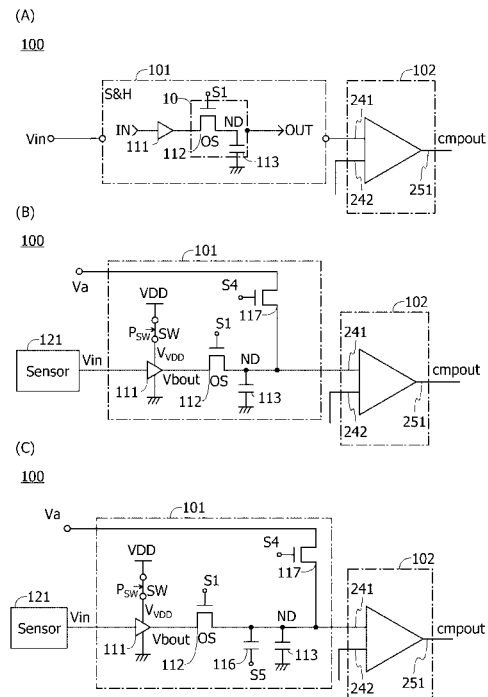 (A)
100
101
102
S&H
10
S1
241
Vin
IN
ND
OUT
cmpout
111
112
OS
113
242
251
(B)
100
101
Va
S4
VDD
117
102
PSW
SW
S1
121
VVDD
ND
241
cmpout
Sensor
Vin
Vbout
111
OS
112
113
242
251
(C)
100
101
Va
S4
VDD
117
102
PSW
SW
S1
121
VVDD
ND
241
cmpout
Sensor
Vin
Vbout
111
OS
112
116
113
S5
242
251